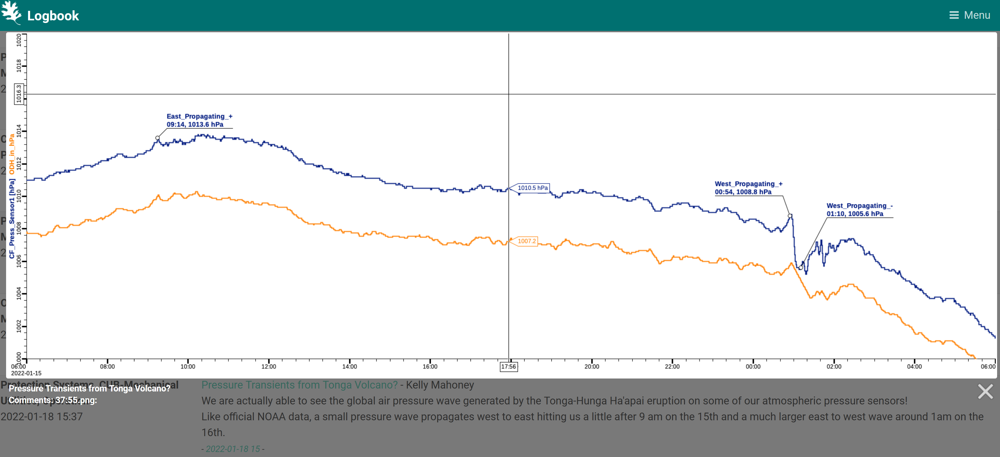 Logbook
Menu
1020
1018
1016.3
1014
1012
1010
1008
1006
1004
1002
1000
CF_Press_Sensor1 [hPa] ODH_in_hPa
East_Propagating_+
09:14, 1013.6 hPa
1010.5 hPa
1007.2
West_Propagating_+
00:54, 1008.8 hPa
West_Propagating_-
01:10, 1005.6 hPa
06:00 08:00 10:00 12:00 14:00 16:00 17:56 20:00 22:00 00:00 02:00 04:00 06:00
2022-01-15
Protection Systems, CUB-Mechanical
Pressure Transients from Tonga Volcano?
Comments: 37:55.png:
2022-01-18 15:37
Pressure Transients from Tonga Volcano? - Kelly Mahoney
We are actually able to see the global air pressure wave generated by the Tonga-Hunga Ha'apai eruption on some of our atmospheric pressure sensors!
Like official NOAA data, a small pressure wave propagates west to east hitting us a little after 9 am on the 15th and a much larger east to west wave around 1am on the
16th.
- 2022-01-18 15 -